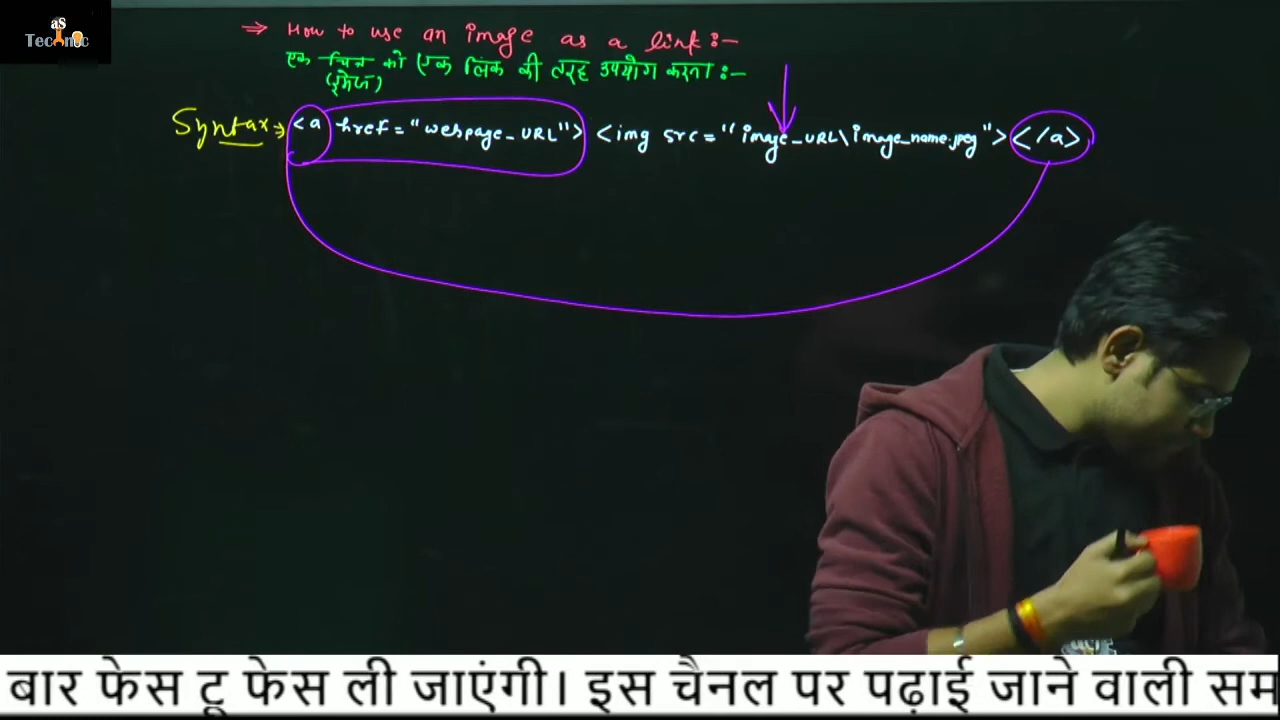 as
Tecomic
⇒ How to use an image as a link :-
एक चित्र को एक लिंक की तरह उपयोग करना :-
(इमेज)
Syntax ⇒ <a href="webpage_URL"> <img src="image_URL\image_name.jpeg"></a>
बार फेस टू फेस ली जाएंगी। इस चैनल पर पढ़ाई जाने वाली सम